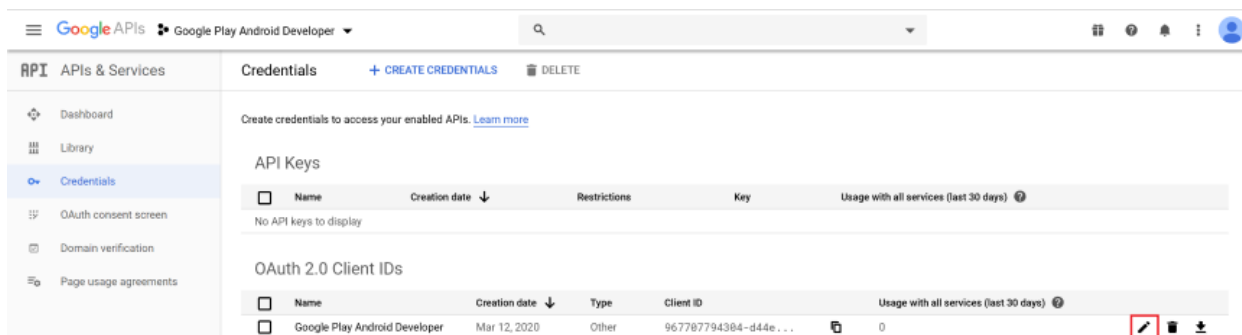 Google APIs Google Play Android Developer
API APIs & Services
Credentials + CREATE CREDENTIALS DELETE
Dashboard
Library
Credentials
OAuth consent screen
Domain verification
Page usage agreements
Create credentials to access your enabled APIs. Learn more
API Keys
Name Creation date Restrictions Key Usage with all services (last 30 days)
No API keys to display
OAuth 2.0 Client IDs
Name Creation date Type Client ID Usage with all services (last 30 days)
Google Play Android Developer Mar 12, 2020 Other 967707794304-d44e... 0